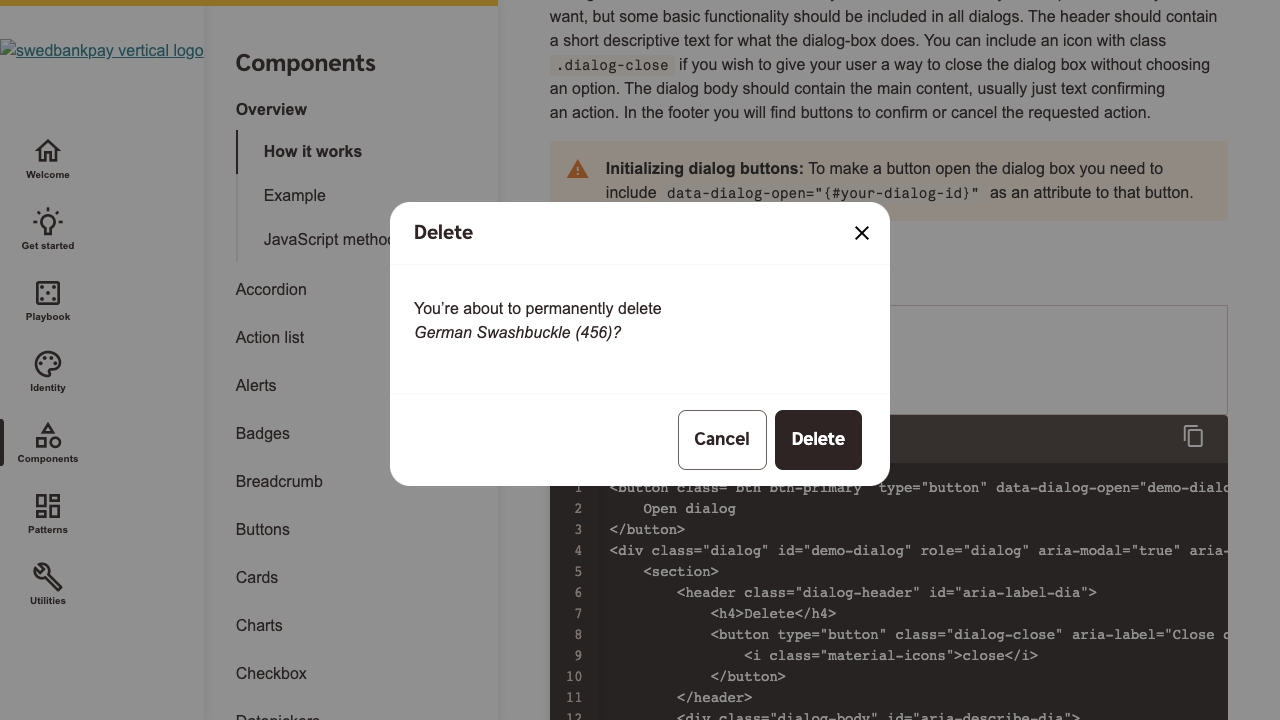 swedbankpay vertical logo
Welcome
Get started
Playbook
Identity
Components
Patterns
Utilities
Components
Overview
How it works
Example
JavaScript metho
Accordion
Action list
Alerts
Badges
Breadcrumb
Buttons
Cards
Charts
Checkbox
Datepickers
want, but some basic functionality should be included in all dialogs. The header should contain
a short descriptive text for what the dialog-box does. You can include an icon with class
.dialog-close if you wish to give your user a way to close the dialog box without choosing
an option. The dialog body should contain the main content, usually just text confirming
an action. In the footer you will find buttons to confirm or cancel the requested action.
Initializing dialog buttons: To make a button open the dialog box you need to
include data-dialog-open="{#your-dialog-id}" as an attribute to that button.
Delete
You’re about to permanently delete
German Swashbuckle (456)?
Cancel
Delete
1 <button class="btn btn-primary" type="button" data-dialog-open="demo-dialo
2 Open dialog
3 </button>
4 <div class="dialog" id="demo-dialog" role="dialog" aria-modal="true" aria-
5 <section>
6 <header class="dialog-header" id="aria-label-dia">
7 <h4>Delete</h4>
8 <button type="button" class="dialog-close" aria-label="Close
9 <i class="material-icons">close</i>
10 </button>
11 </header>
12 <div class="dialog-body" id="aria-describe-dia">